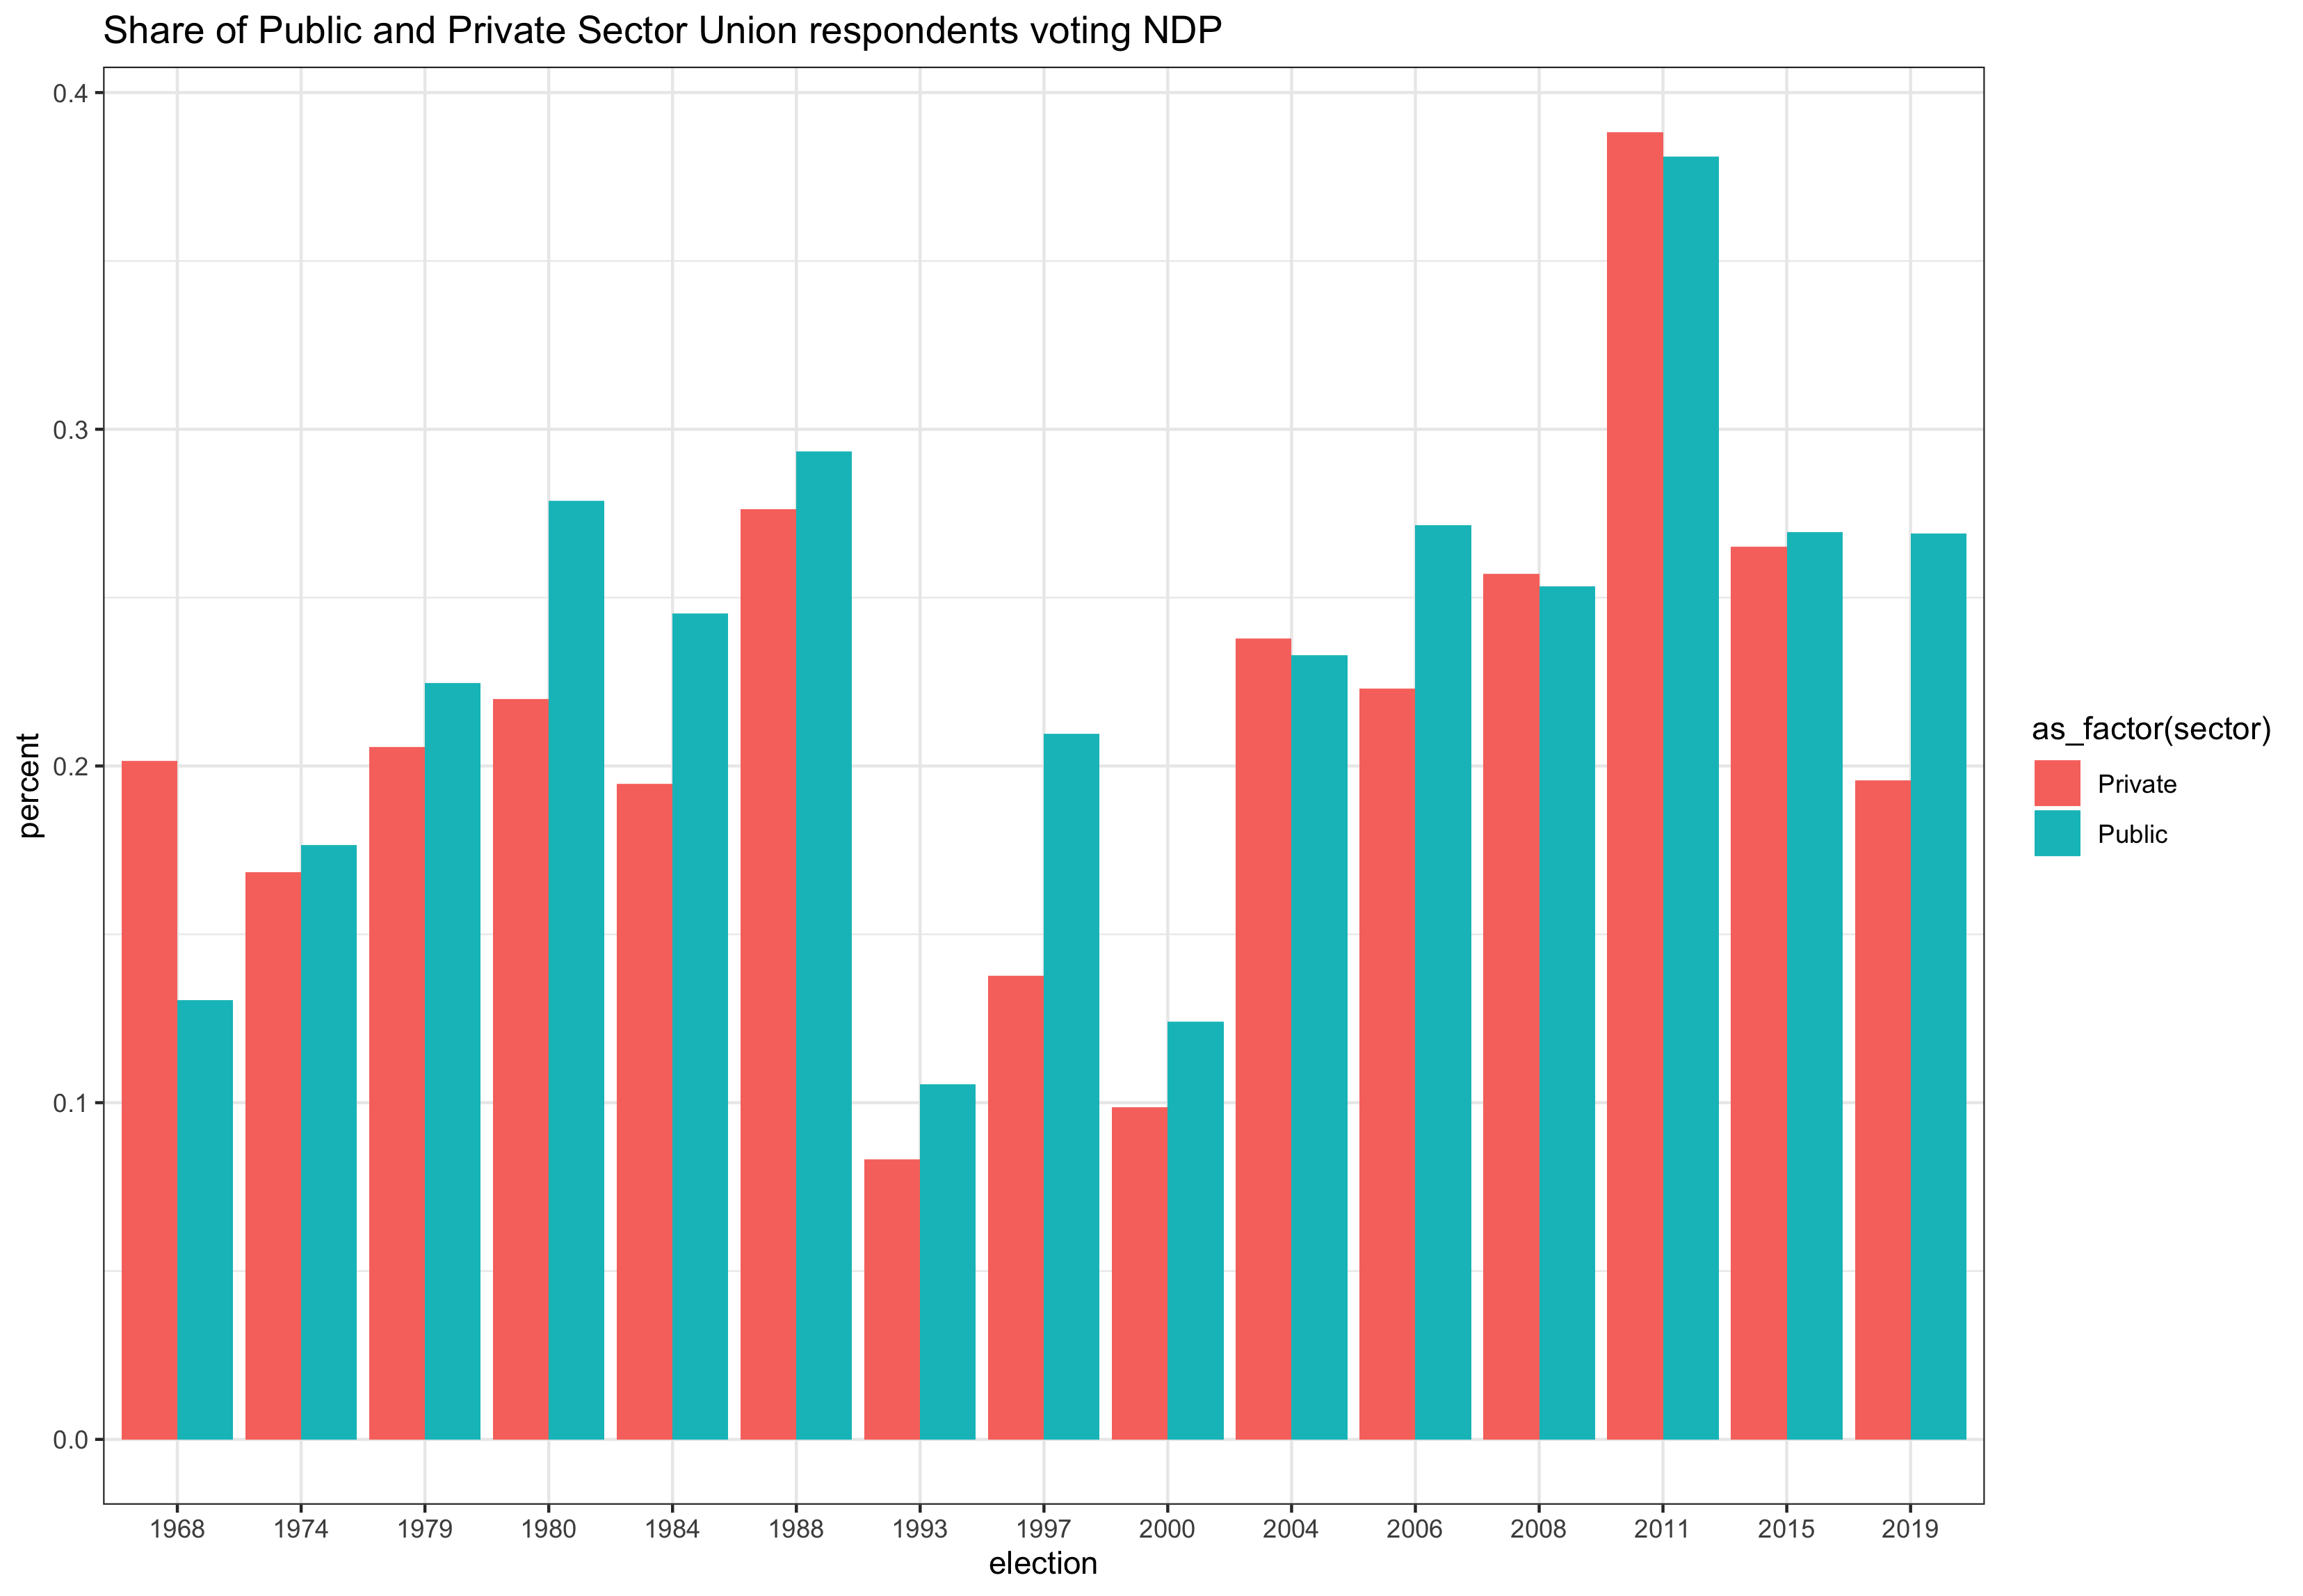 Share of Public and Private Sector Union respondents voting NDP
0.4
0.3
0.2
0.1
0.0
percent
1968 1974 1979 1980 1984 1988 1993 1997 2000 2004 2006 2008 2011 2015 2019
election
as_factor(sector)
Private
Public